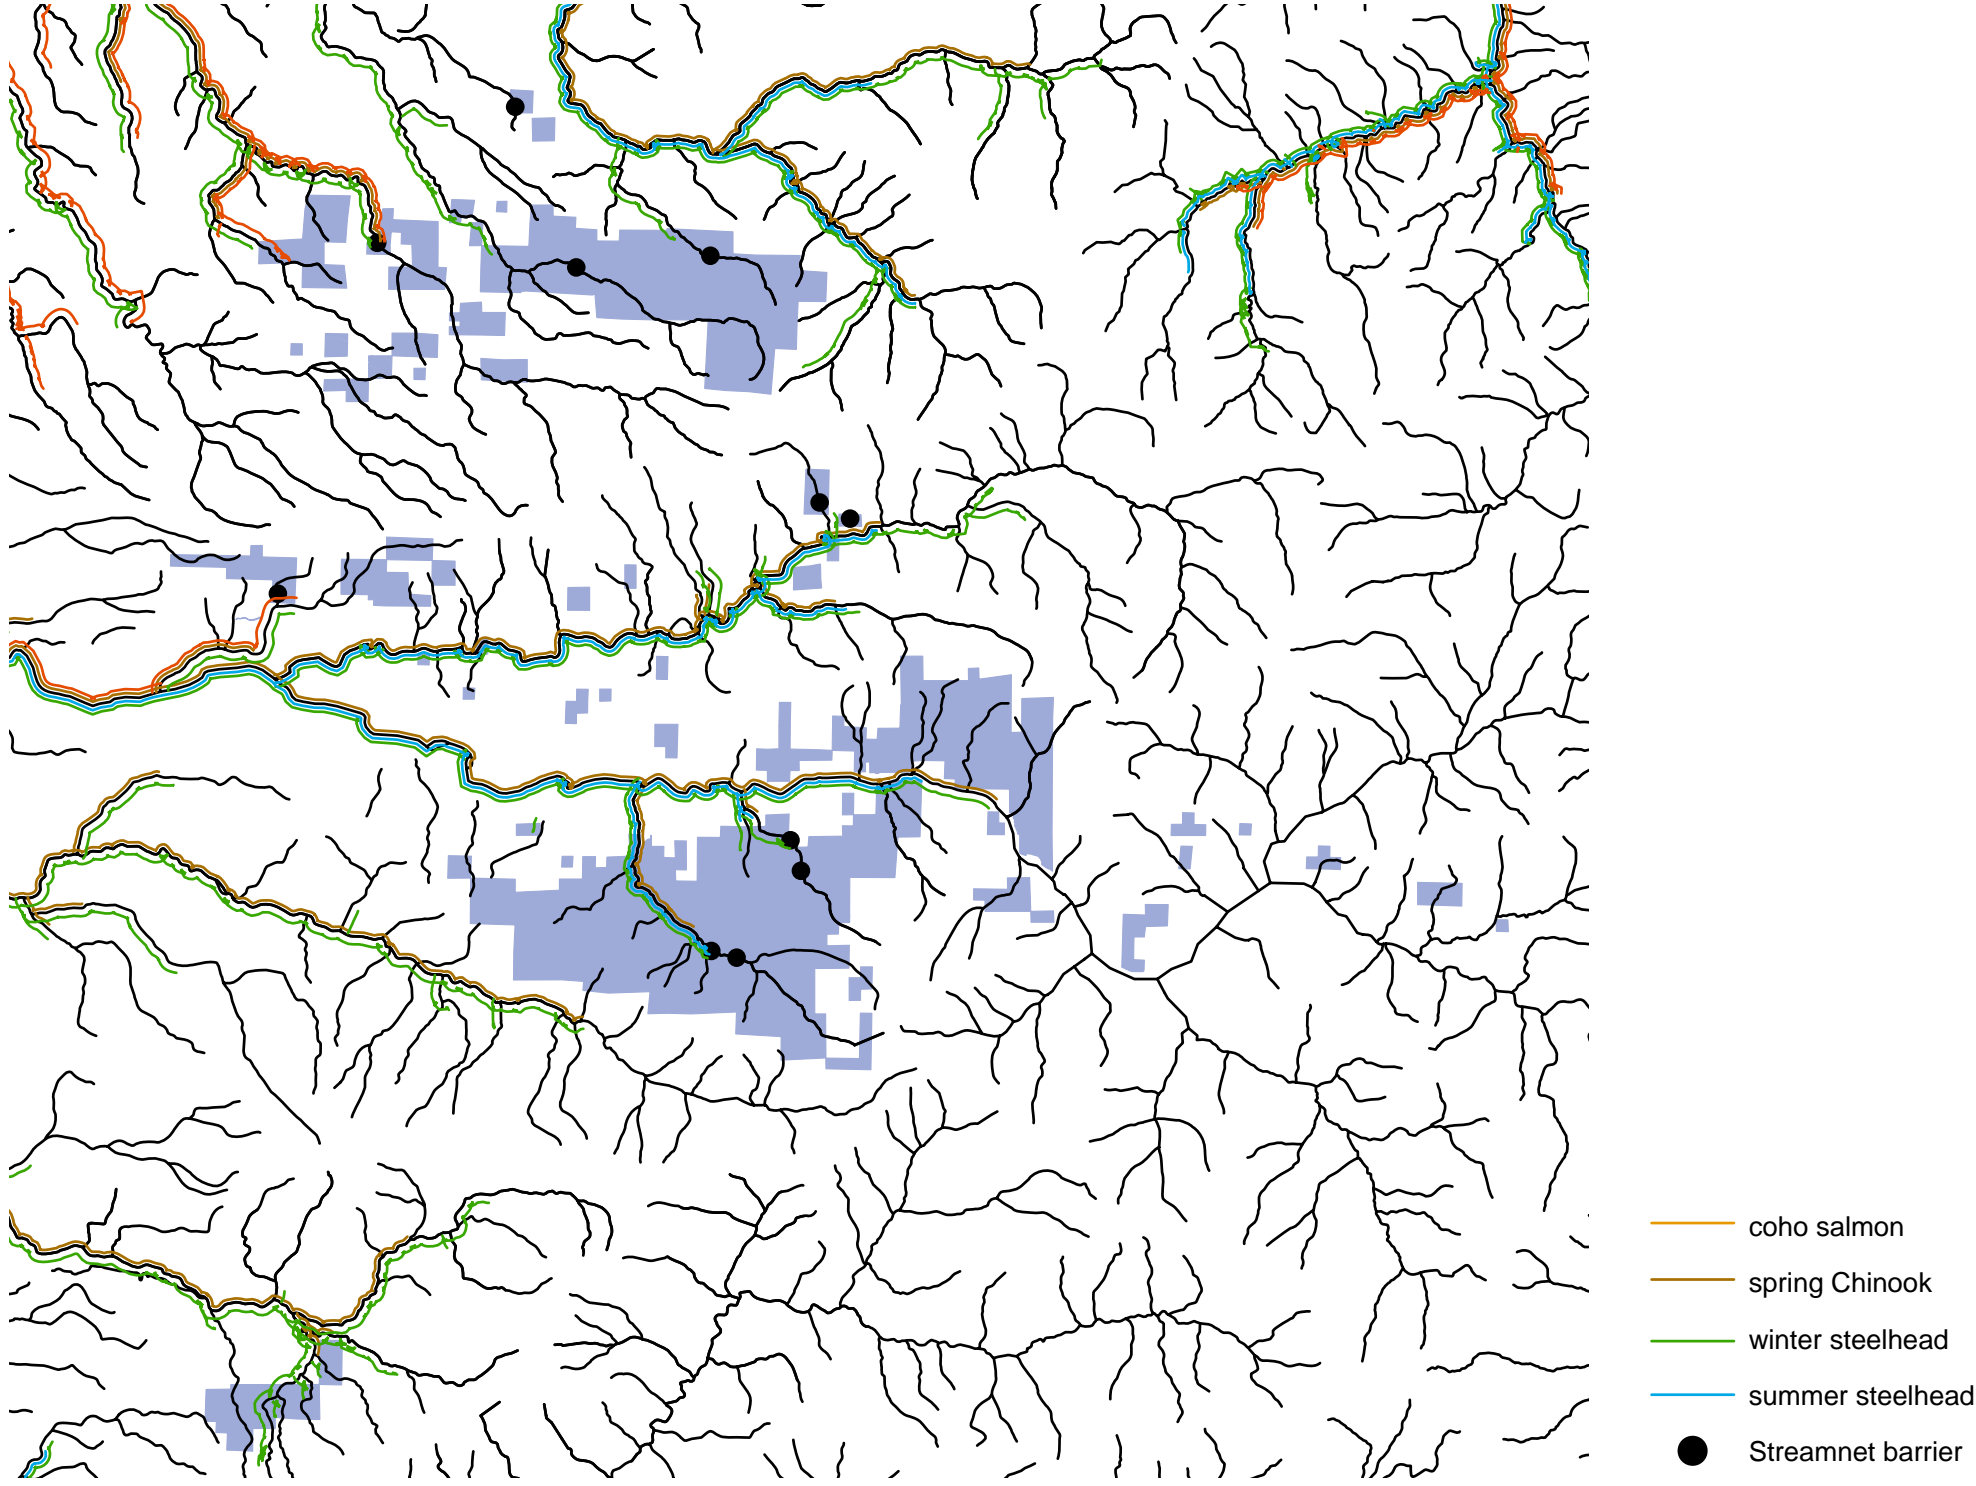 coho salmon
spring Chinook
winter steelhead
summer steelhead
Streamnet barrier